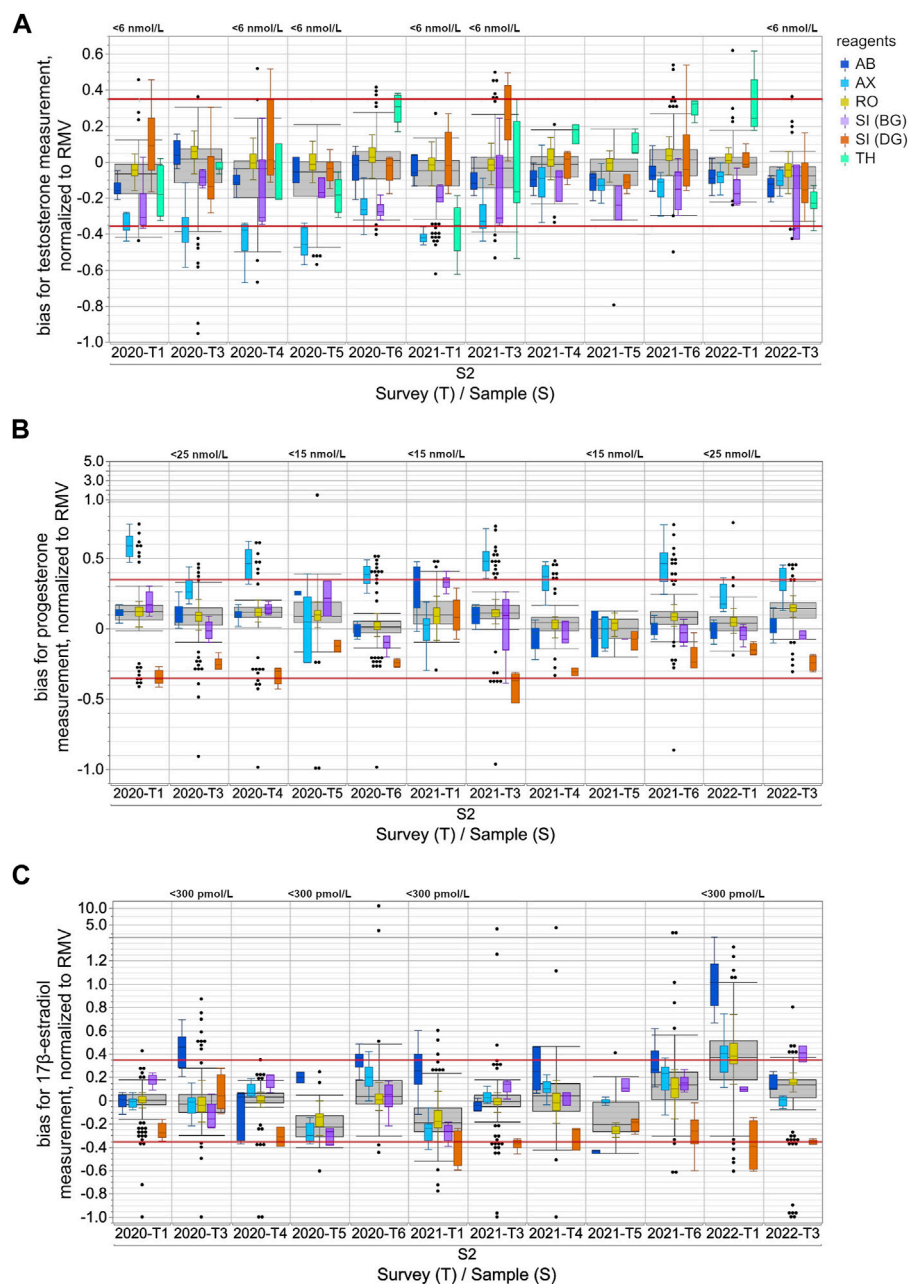 A
<6 nmol/L <6 nmol/L <6 nmol/L <6 nmol/L <6 nmol/L <6 nmol/L
reagents
AB
AX
RO
SI (BG)
SI (DG)
TH
bias for testosterone measurement,
normalized to RMV
0.6
0.4
0.2
0
-0.2
-0.4
-0.6
-0.8
-1.0
2020-T1 2020-T3 2020-T4 2020-T5 2020-T6 2021-T1 2021-T3 2021-T4 2021-T5 2021-T6 2022-T1 2022-T3
S2
Survey (T) / Sample (S)
B
<25 nmol/L <15 nmol/L <15 nmol/L <15 nmol/L <25 nmol/L
bias for progesterone
measurement, normalized to RMV
5.0
3.0
1.0
0.5
0
-0.5
-1.0
2020-T1 2020-T3 2020-T4 2020-T5 2020-T6 2021-T1 2021-T3 2021-T4 2021-T5 2021-T6 2022-T1 2022-T3
S2
Survey (T) / Sample (S)
C
<300 pmol/L <300 pmol/L <300 pmol/L <300 pmol/L
bias for 17β-estradiol
measurement, normalized to RMV
10.0
5.0
1.2
0.8
0.6
0.4
0.2
0
-0.2
-0.4
-0.6
-0.8
-1.0
2020-T1 2020-T3 2020-T4 2020-T5 2020-T6 2021-T1 2021-T3 2021-T4 2021-T5 2021-T6 2022-T1 2022-T3
S2
Survey (T) / Sample (S)